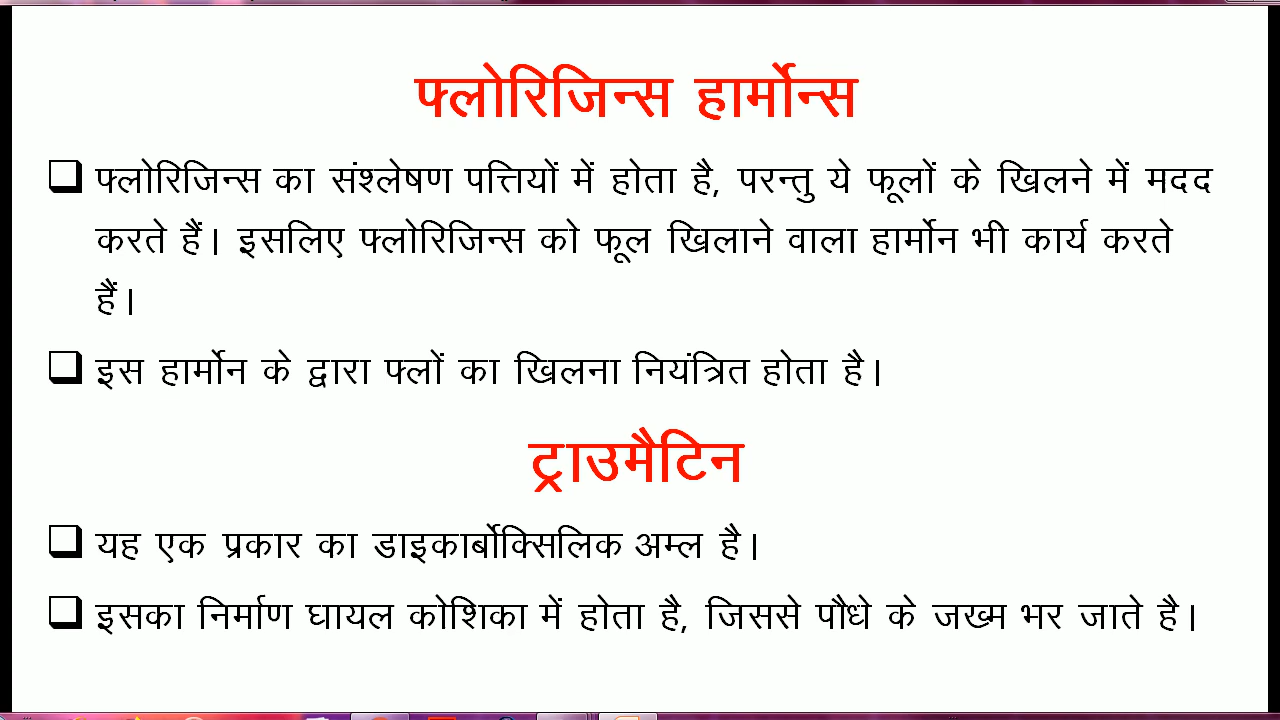 फ्लोरिजिन्स हार्मोन्स
फ्लोरिजिन्स का संश्लेषण पत्तियों में होता है, परन्तु ये फूलों के खिलने में मदद
करते हैं। इसलिए फ्लोरिजिन्स को फूल खिलाने वाला हार्मोन भी कार्य करते
हैं।
इस हार्मोन के द्वारा फ्लों का खिलना नियंत्रित होता है।
ट्राउमैटिन
यह एक प्रकार का डाइकार्बोक्सिलिक अम्ल है।
इसका निर्माण घायल कोशिका में होता है, जिससे पौधे के जख्म भर जाते है।